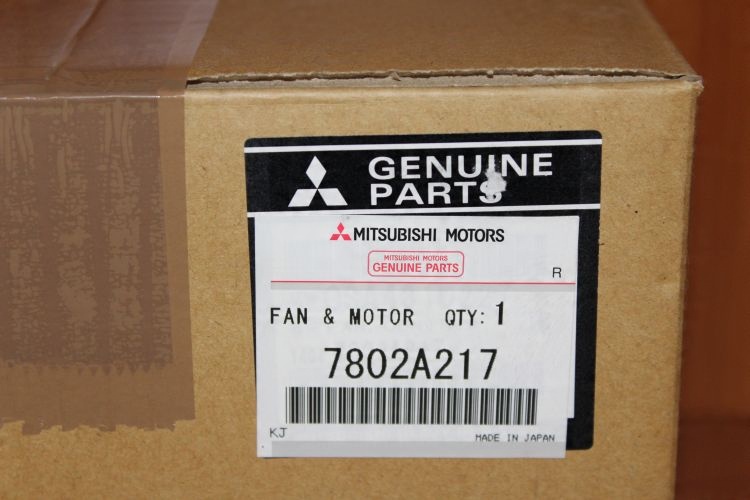 GENUINE
PARTS
MITSUBISHI MOTORS
MITSUBISHI MOTORS
GENUINE PARTS
R
FAN & MOTOR QTY: 1
7802A217
KJ MADE IN JAPAN